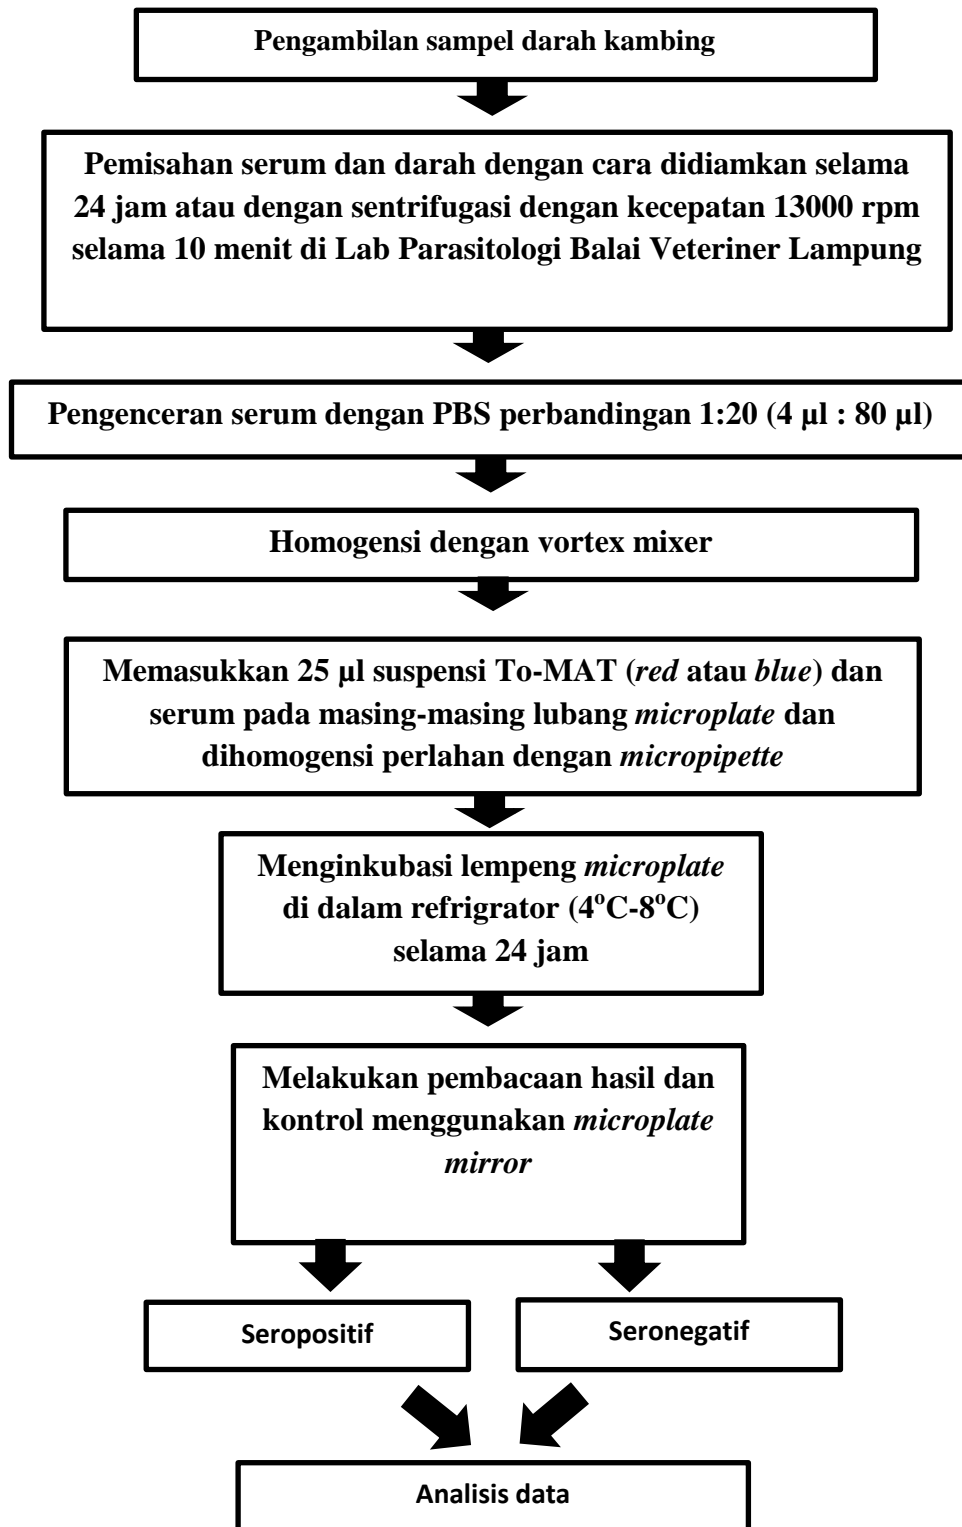 Pengambilan sampel darah kambing
Pemisahan serum dan darah dengan cara didiamkan selama
24 jam atau dengan sentrifugasi dengan kecepatan 13000 rpm
selama 10 menit di Lab Parasitologi Balai Veteriner Lampung
Pengenceran serum dengan PBS perbandingan 1:20 (4 µl : 80 µl)
Homogensi dengan vortex mixer
Memasukkan 25 µl suspensi To-MAT (red atau blue) dan
serum pada masing-masing lubang microplate dan
dihomogensi perlahan dengan micropipette
Menginkubasi lempeng microplate
di dalam refrigrator (4°C-8°C)
selama 24 jam
Melakukan pembacaan hasil dan
kontrol menggunakan microplate
mirror
Seropositif
Seronegatif
Analisis data